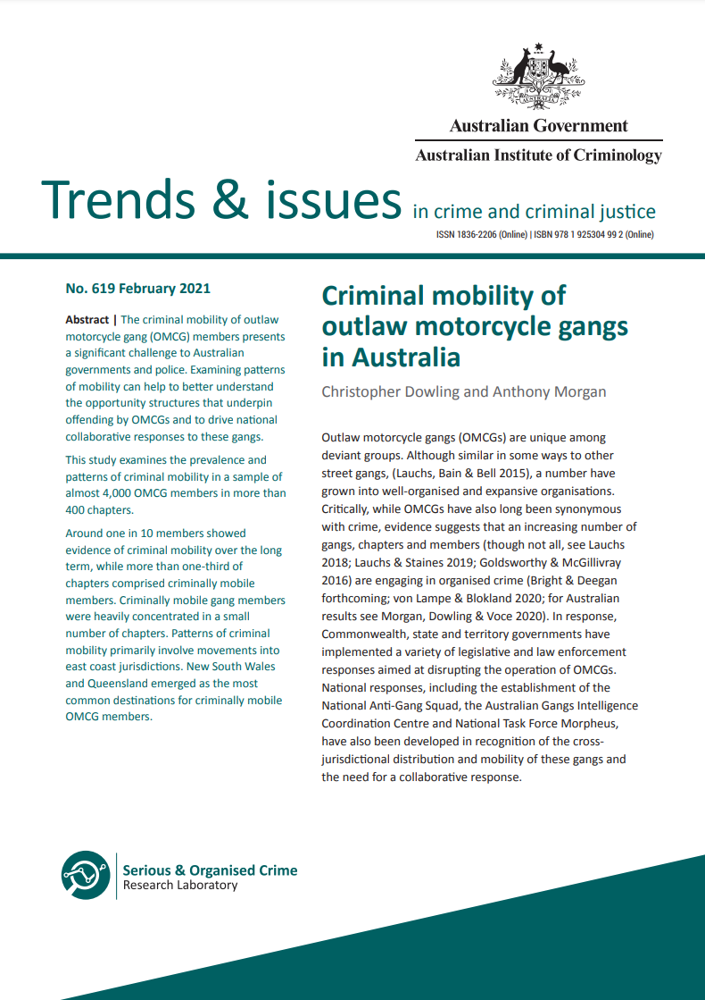 AUSTRALIA
Australian Government
Australian Institute of Criminology
Trends & issues in crime and criminal justice
ISSN 1836-2206 (Online) | ISBN 978 1 925304 99 2 (Online)
No. 619 February 2021
Abstract | The criminal mobility of outlaw
motorcycle gang (OMCG) members presents
a significant challenge to Australian
governments and police. Examining patterns
of mobility can help to better understand
the opportunity structures that underpin
offending by OMCGs and to drive national
collaborative responses to these gangs.
This study examines the prevalence and
patterns of criminal mobility in a sample of
almost 4,000 OMCG members in more than
400 chapters.
Around one in 10 members showed
evidence of criminal mobility over the long
term, while more than one-third of
chapters comprised criminally mobile
members. Criminally mobile gang members
were heavily concentrated in a small
number of chapters. Patterns of criminal
mobility primarily involve movements into
east coast jurisdictions. New South Wales
and Queensland emerged as the most
common destinations for criminally mobile
OMCG members.
Criminal mobility of
outlaw motorcycle gangs
in Australia
Christopher Dowling and Anthony Morgan
Outlaw motorcycle gangs (OMCGs) are unique among
deviant groups. Although similar in some ways to other
street gangs, (Lauchs, Bain & Bell 2015), a number have
grown into well-organised and expansive organisations.
Critically, while OMCGs have also long been synonymous
with crime, evidence suggests that an increasing number of
gangs, chapters and members (though not all, see Lauchs
2018; Lauchs & Staines 2019; Goldsworthy & McGillivray
2016) are engaging in organised crime (Bright & Deegan
forthcoming; von Lampe & Blokland 2020; for Australian
results see Morgan, Dowling & Voce 2020). In response,
Commonwealth, state and territory governments have
implemented a variety of legislative and law enforcement
responses aimed at disrupting the operation of OMCGs.
National responses, including the establishment of the
National Anti-Gang Squad, the Australian Gangs Intelligence
Coordination Centre and National Task Force Morpheus,
have also been developed in recognition of the cross-
jurisdictional distribution and mobility of these gangs and
the need for a collaborative response.
Serious & Organised Crime
Research Laboratory